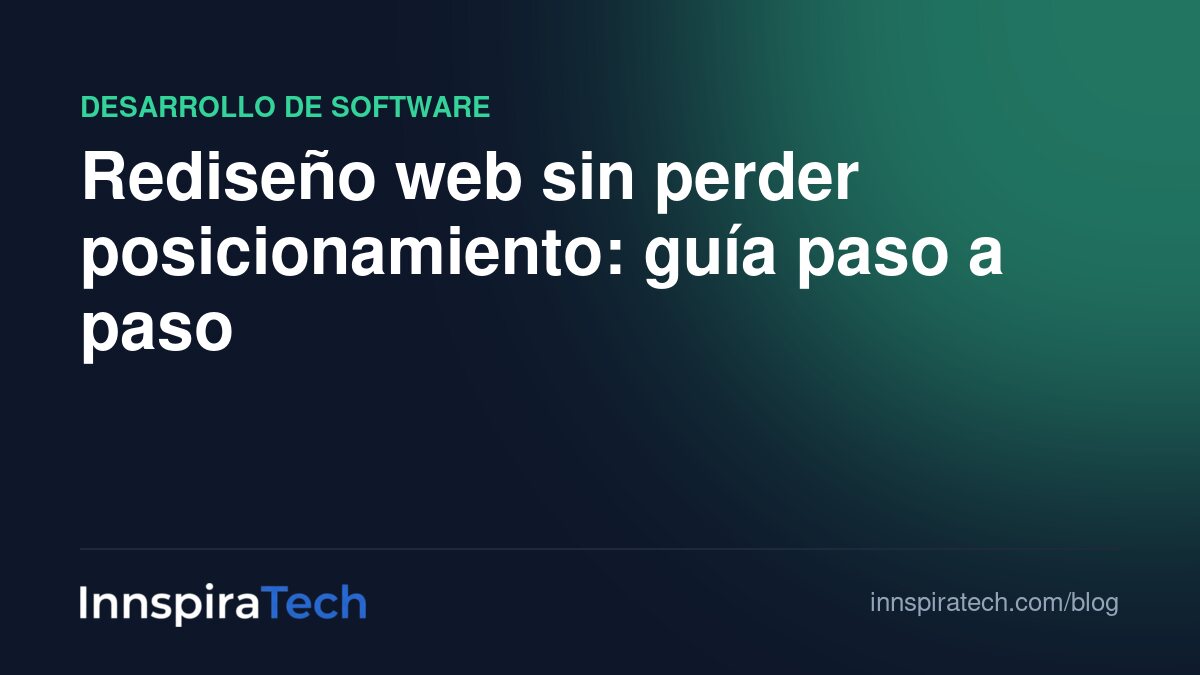 DESARROLLO DE SOFTWARE
Rediseño web sin perder
posicionamiento: guía paso a
paso
InnspiraTech
innspiratech.com/blog